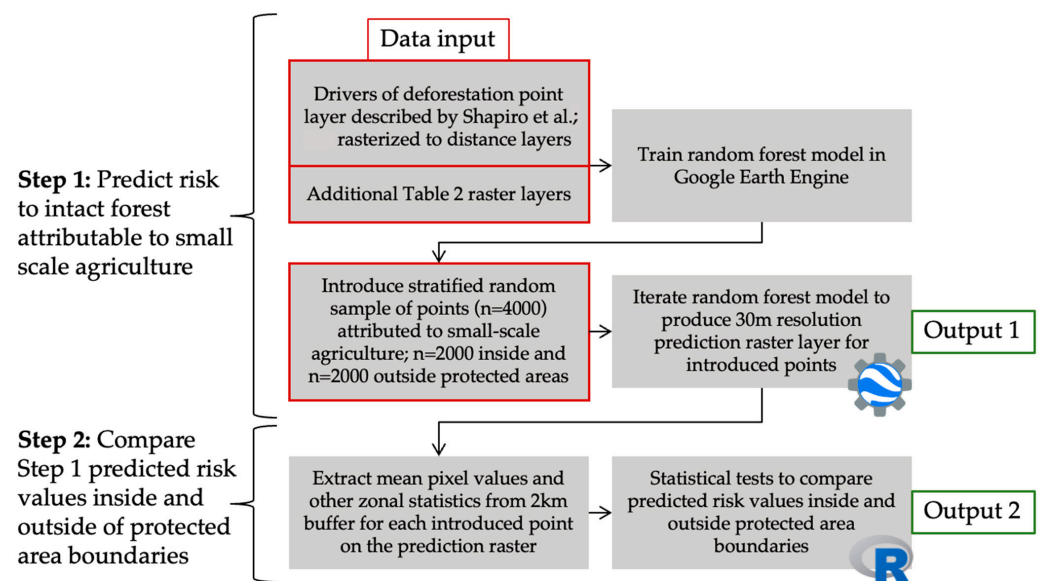 Data input
Drivers of deforestation point
layer described by Shapiro et al.;
rasterized to distance layers
Additional Table 2 raster layers
Train random forest model in
Google Earth Engine
Step 1: Predict risk
to intact forest
attributable to small
scale agriculture
Introduce stratified random
sample of points (n=4000)
attributed to small-scale
agriculture; n=2000 inside and
n=2000 outside protected areas
Iterate random forest model to
produce 30m resolution
prediction raster layer for
introduced points
Output 1
Step 2: Compare
Step 1 predicted risk
values inside and
outside of protected
area boundaries
Extract mean pixel values and
other zonal statistics from 2km
buffer for each introduced point
on the prediction raster
Statistical tests to compare
predicted risk values inside and
outside protected area
boundaries
Output 2
R